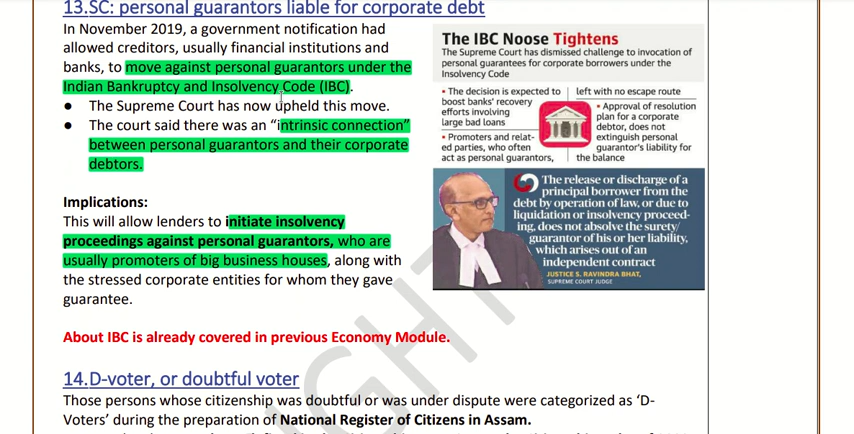 13.SC: personal guarantors liable for corporate debt
In November 2019, a government notification had
allowed creditors, usually financial institutions and
banks, to move against personal guarantors under the
Indian Bankruptcy and Insolvency Code (IBC).
● The Supreme Court has now upheld this move.
● The court said there was an “intrinsic connection”
between personal guarantors and their corporate
debtors.
Implications:
This will allow lenders to initiate insolvency
proceedings against personal guarantors, who are
usually promoters of big business houses, along with
the stressed corporate entities for whom they gave
guarantee.
The IBC Noose Tightens
The Supreme Court has dismissed challenge to invocation of
personal guarantees for corporate borrowers under the
Insolvency Code
• The decision is expected to
boost banks' recovery
efforts involving
large bad loans
• Promoters and relat-
ed parties, who often
act as personal guarantors,
left with no escape route
• Approval of resolution
plan for a corporate
debtor, does not
extinguish personal
guarantor's liability for
the balance
The release or discharge of a
principal borrower from the
debt by operation of law, or due to
liquidation or insolvency proceed-
ing, does not absolve the surety/
guarantor of his or her liability,
which arises out of an
independent contract
JUSTICE S. RAVINDRA BHAT,
SUPREME COURT JUDGE
About IBC is already covered in previous Economy Module.
14.D-voter, or doubtful voter
Those persons whose citizenship was doubtful or was under dispute were categorized as ‘D-
Voters’ during the preparation of National Register of Citizens in Assam.